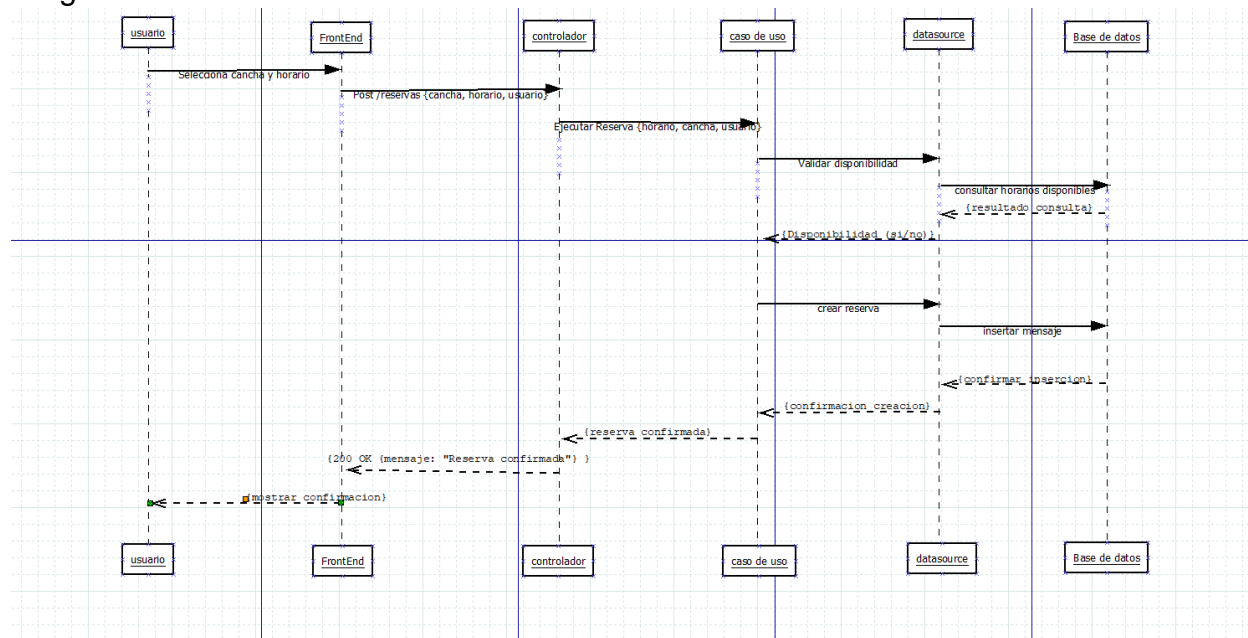 usuario
FrontEnd
controlador
caso de uso
datasource
Base de datos
Selecciona cancha y horario
Post /reservas {cancha, horario, usuario}
Ejecutar Reserva {horario, cancha, usuario}
Validar disponibilidad
consultar horarios disponibles
{resultado consulta}
{Disponibilidad (si/no)}
crear reserva
insertar mensaje
{confirmar insercion}
{confirmacion creacion}
{reserva confirmada}
{200 OK {mensaje: "Reserva confirmada"} }
{mostrar confirmacion}
usuario
FrontEnd
controlador
caso de uso
datasource
Base de datos